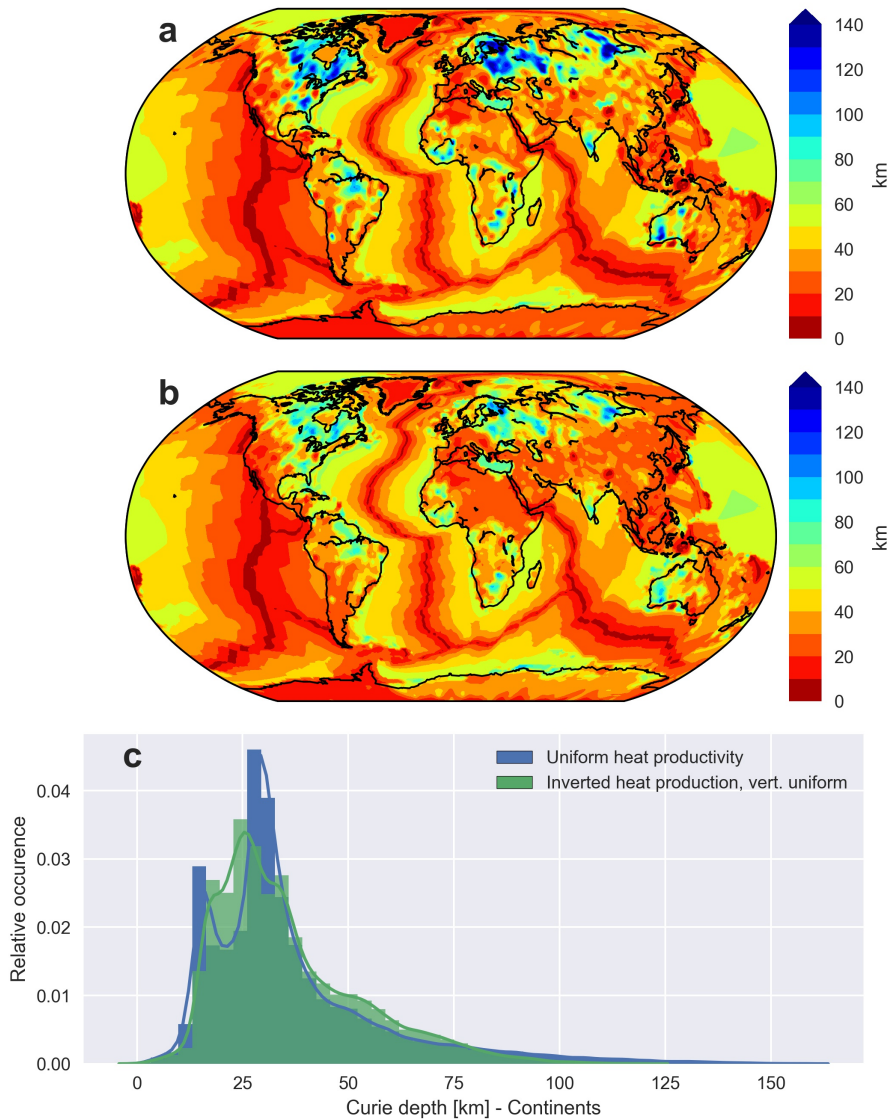 a
140
120
100
80
60
40
20
0
km
b
140
120
100
80
60
40
20
0
km
c
Uniform heat productivity
Inverted heat production, vert. uniform
0.04
0.03
0.02
0.01
0.00
Relative occurence
0 25 50 75 100 125 150
Curie depth [km] - Continents